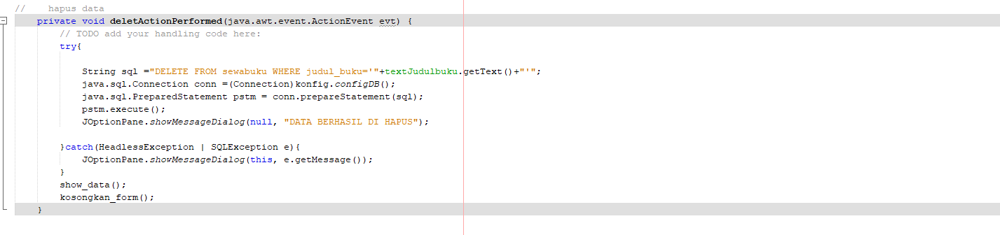 //    hapus data
    private void deletActionPerformed(java.awt.event.ActionEvent evt) {
        // TODO add your handling code here:
        try{
            String sql ="DELETE FROM sewabuku WHERE judul_buku='"+textJudulbuku.getText()+"'";
            java.sql.Connection conn =(Connection)konfig.configDB();
            java.sql.PreparedStatement pstm = conn.prepareStatement(sql);
            pstm.execute();
            JOptionPane.showMessageDialog(null, "DATA BERHASIL DI HAPUS");
        }catch(HeadlessException | SQLException e){
            JOptionPane.showMessageDialog(this, e.getMessage());
        }
        show_data();
        kosongkan_form();
    }